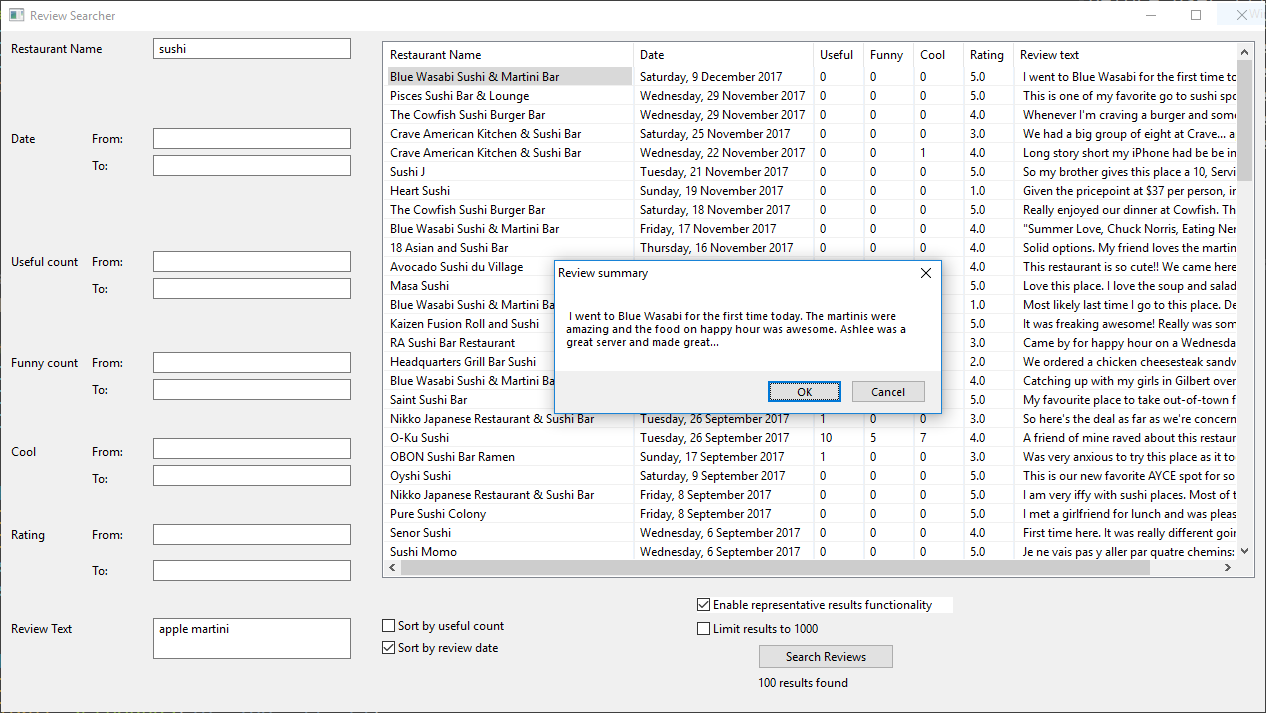 Review Searcher
Restaurant Name
sushi
Date
From:
To:
Useful count
From:
To:
Funny count
From:
To:
Cool
From:
To:
Rating
From:
To:
Review Text
apple martini
Restaurant Name Date Useful Funny Cool Rating Review text
Blue Wasabi Sushi & Martini Bar Saturday, 9 December 2017 0 0 0 5.0 I went to Blue Wasabi for the first time to
Pisces Sushi Bar & Lounge Wednesday, 29 November 2017 0 0 0 5.0 This is one of my favorite go to sushi spo
The Cowfish Sushi Burger Bar Wednesday, 29 November 2017 0 0 0 4.0 Whenever I'm craving a burger and some
Crave American Kitchen & Sushi Bar Saturday, 25 November 2017 0 0 0 3.0 We had a big group of eight at Crave... a
Crave American Kitchen & Sushi Bar Wednesday, 22 November 2017 0 0 1 4.0 Long story short my iPhone had be be in
Sushi J Tuesday, 21 November 2017 0 0 0 5.0 So my brother gives this place a 10, Servi
Heart Sushi Sunday, 19 November 2017 0 0 0 1.0 Given the pricepoint at $37 per person, in
The Cowfish Sushi Burger Bar Saturday, 18 November 2017 0 0 0 5.0 Really enjoyed our dinner at Cowfish. Th
Blue Wasabi Sushi & Martini Bar Friday, 17 November 2017 0 0 0 4.0 "Summer Love, Chuck Norris, Eating Ner
18 Asian and Sushi Bar Thursday, 16 November 2017 0 0 0 4.0 Solid options. My friend loves the martin
Avocado Sushi du Village 4.0 This restaurant is so cute!! We came here
Masa Sushi 5.0 Love this place. I love the soup and salad
Blue Wasabi Sushi & Martini Ba 1.0 Most likely last time I go to this place. De
Kaizen Fusion Roll and Sushi 5.0 It was freaking awesome! Really was som
RA Sushi Bar Restaurant 3.0 Came by for happy hour on a Wednesda
Headquarters Grill Bar Sushi 2.0 We ordered a chicken cheesesteak sandw
Blue Wasabi Sushi & Martini Ba 4.0 Catching up with my girls in Gilbert over
Saint Sushi Bar 5.0 My favourite place to take out-of-town f
Nikko Japanese Restaurant & Sushi Bar Tuesday, 26 September 2017 1 0 0 3.0 So here's the deal as far as we're concern
O-Ku Sushi Tuesday, 26 September 2017 10 5 7 4.0 A friend of mine raved about this restaur
OBON Sushi Bar Ramen Sunday, 17 September 2017 1 0 0 3.0 Was very anxious to try this place as it to
Oyshi Sushi Saturday, 9 September 2017 0 0 0 5.0 This is our new favorite AYCE spot for so
Nikko Japanese Restaurant & Sushi Bar Friday, 8 September 2017 0 0 0 5.0 I am very iffy with sushi places. Most of t
Pure Sushi Colony Friday, 8 September 2017 0 0 0 5.0 I met a girlfriend for lunch and was pleas
Senor Sushi Wednesday, 6 September 2017 0 0 0 4.0 First time here. It was really different goi
Sushi Momo Wednesday, 6 September 2017 0 0 0 5.0 Je ne vais pas y aller par quatre chemins:
Review summary
I went to Blue Wasabi for the first time today. The martinis were
amazing and the food on happy hour was awesome. Ashlee was a
great server and made great...
OK
Cancel
Sort by useful count
Sort by review date
Enable representative results functionality
Limit results to 1000
Search Reviews
100 results found